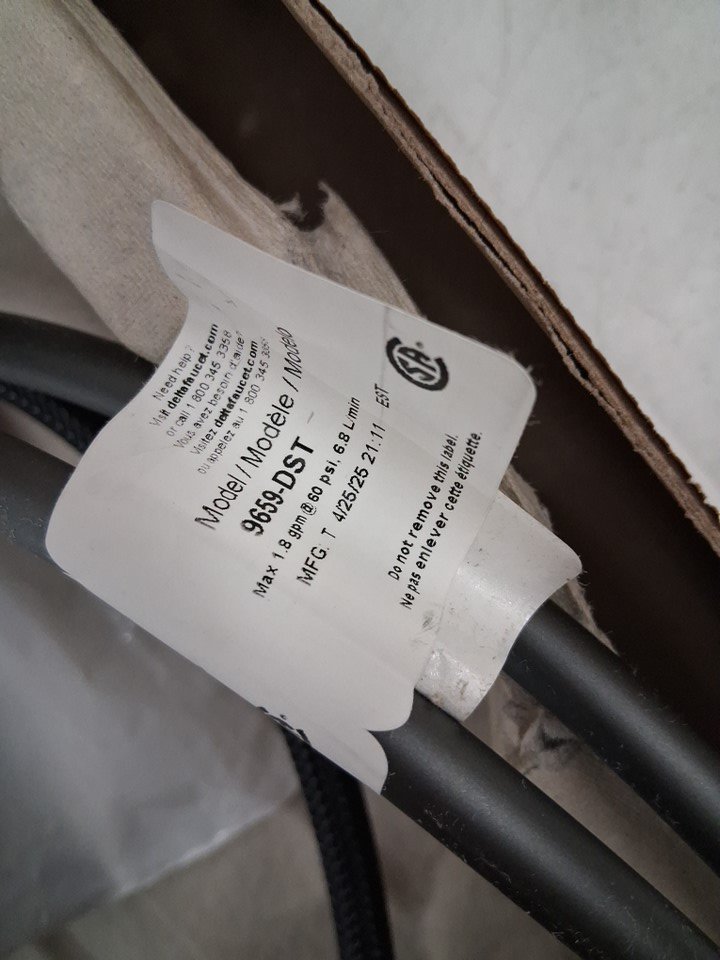 Need help?
Visit deltafaucet.com
or call 1 800 345 3358
Vous avez besoin d'aide?
Visitez deltafaucet.com
ou appelez au 1 800 345 3358
Model / Modèle / Modelo
9659-DST
Max 1.8 gpm @ 60 psi, 6.8 L/min
MFG: T 4/25/25 21:11 EST
SA
Do not remove this label.
Ne pas enlever cette étiquette.